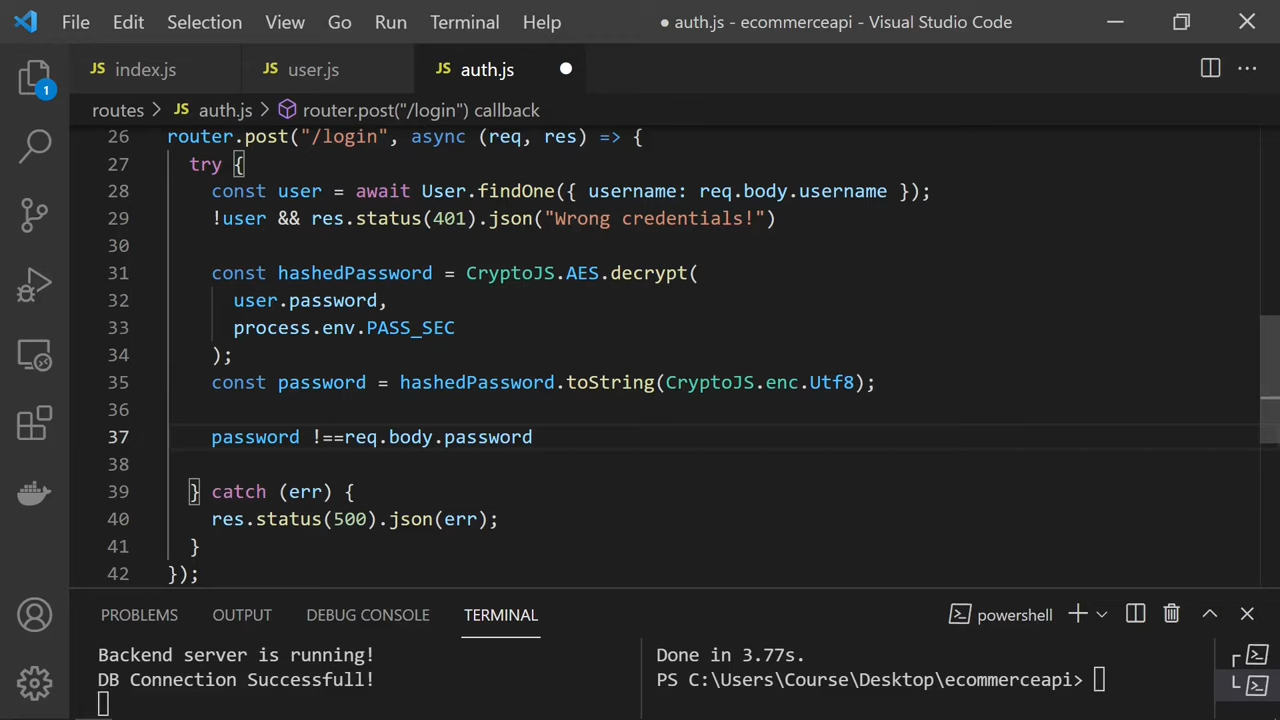 File Edit Selection View Go Run Terminal Help ● auth.js - ecommerceapi - Visual Studio Code
JS index.js JS user.js JS auth.js
1
routes > JS auth.js > router.post("/login") callback
26 router.post("/login", async (req, res) => {
27 try {
28 const user = await User.findOne({ username: req.body.username });
29 !user && res.status(401).json("Wrong credentials!")
30
31 const hashedPassword = CryptoJS.AES.decrypt(
32 user.password,
33 process.env.PASS_SEC
34 );
35 const password = hashedPassword.toString(CryptoJS.enc.Utf8);
36
37 password !==req.body.password
38
39 } catch (err) {
40 res.status(500).json(err);
41 }
42 });
PROBLEMS OUTPUT DEBUG CONSOLE TERMINAL powershell
Backend server is running!
DB Connection Successfull!
Done in 3.77s.
PS C:\Users\Course\Desktop\ecommerceapi>